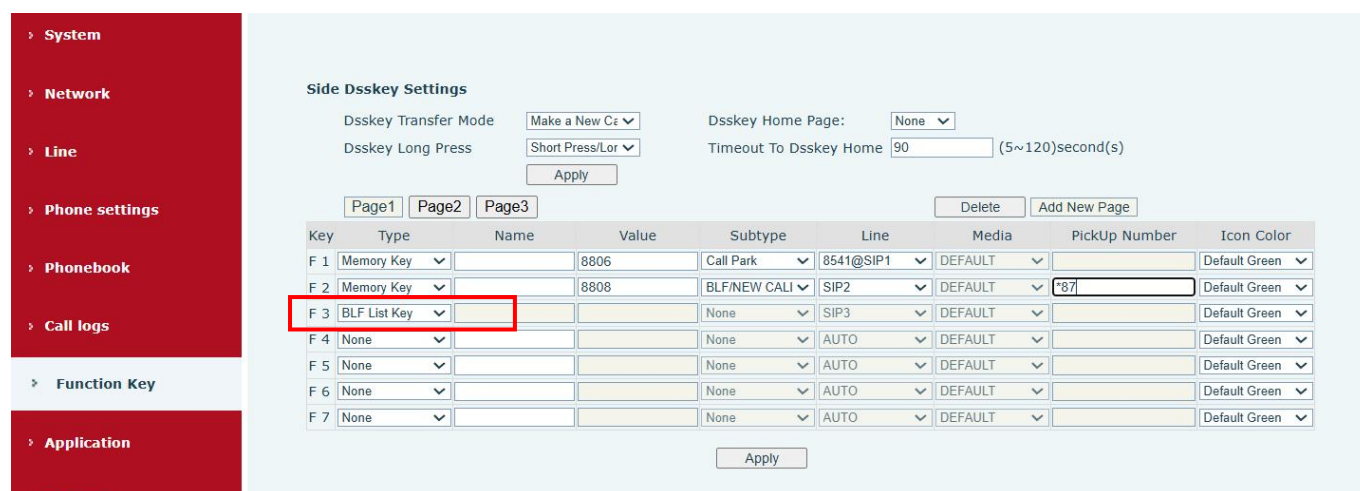 System
Network
Line
Phone settings
Phonebook
Call logs
Function Key
Application
Side Dsskey Settings
Dsskey Transfer Mode Make a New Ca Dsskey Home Page: None
Dsskey Long Press Short Press/Lor Timeout To Dsskey Home 90 (5~120)second(s)
Apply
Page1 Page2 Page3 Delete Add New Page
Key Type Name Value Subtype Line Media PickUp Number Icon Color
F 1 Memory Key 8806 Call Park 8541@SIP1 DEFAULT Default Green
F 2 Memory Key 8808 BLF/NEW CALI SIP2 DEFAULT *87 Default Green
F 3 BLF List Key None SIP3 DEFAULT Default Green
F 4 None None AUTO DEFAULT Default Green
F 5 None None AUTO DEFAULT Default Green
F 6 None None AUTO DEFAULT Default Green
F 7 None None AUTO DEFAULT Default Green
Apply